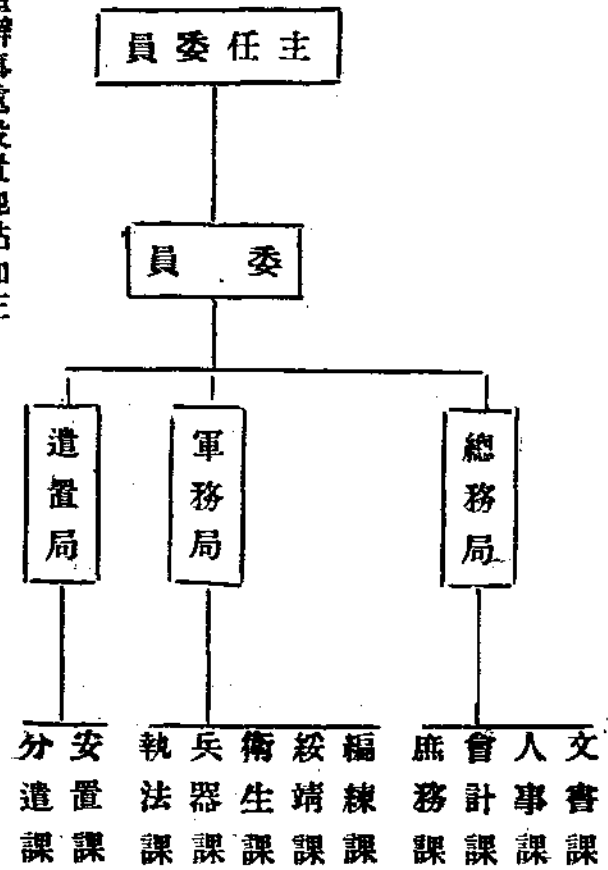 主任委員
委員
總務局
軍務局
遣置局
文書課
人事課
會計課
庶務課
編練課
綏靖課
衛生課
兵器課
執法課
安置課
分遣課